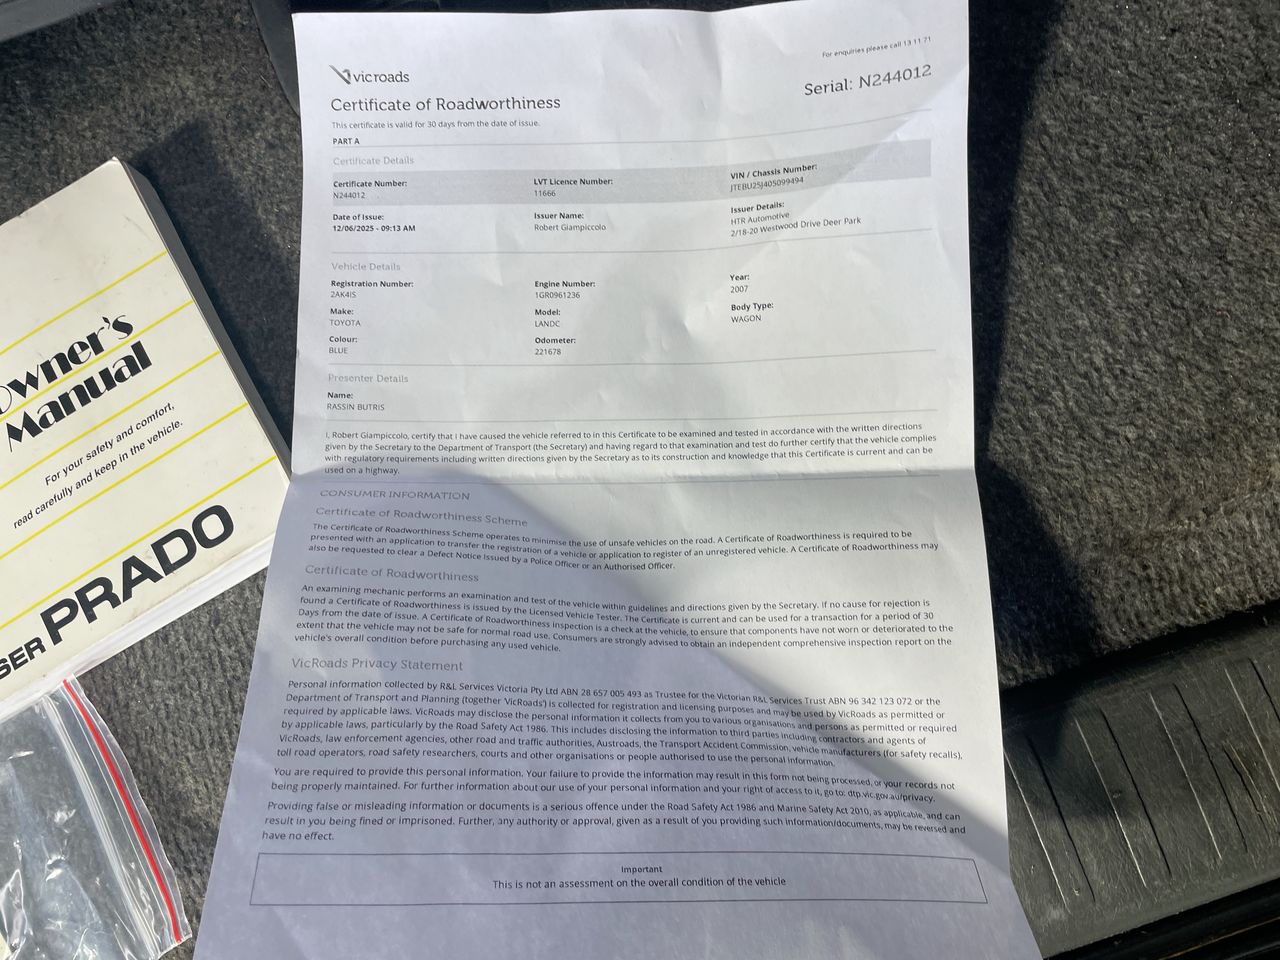 For enquiries please call 13 11 71
vicroads
Serial: N244012
Certificate of Roadworthiness
This certificate is valid for 30 days from the date of issue.
PART A
Certificate Details
Certificate Number:
N244012
LVT Licence Number:
11666
VIN / Chassis Number:
JTEBU25J405099494
Date of Issue:
12/06/2025 - 09:13 AM
Issuer Name:
Robert Giampiccolo
Issuer Details:
HTR Automotive
2/18-20 Westwood Drive Deer Park
Vehicle Details
Registration Number:
2AK4IS
Engine Number:
1GR0961236
Year:
2007
Make:
TOYOTA
Model:
LANDC
Body Type:
WAGON
Colour:
BLUE
Odometer:
221678
Presenter Details
Name:
RASSIN BUTRIS
I, Robert Giampiccolo, certify that I have caused the vehicle referred to in this Certificate to be examined and tested in accordance with the written directions
given by the Secretary to the Department of Transport (the Secretary) and having regard to that examination and test do further certify that the vehicle complies
with regulatory requirements including written directions given by the Secretary as to its construction and knowledge that this Certificate is current and can be
used on a highway.
CONSUMER INFORMATION
Certificate of Roadworthiness Scheme
The Certificate of Roadworthiness Scheme operates to minimise the use of unsafe vehicles on the road. A Certificate of Roadworthiness is required to be
presented with an application to transfer the registration of a vehicle or application to register of an unregistered vehicle. A Certificate of Roadworthiness may
also be requested to clear a Defect Notice Issued by a Police Officer or an Authorised Officer.
Certificate of Roadworthiness
An examining mechanic performs an examination and test of the vehicle within guidelines and directions given by the Secretary. If no cause for rejection is
found a Certificate of Roadworthiness is issued by the Licensed Vehicle Tester. The Certificate is current and can be used for a transaction for a period of 30
Days from the date of issue. A Certificate of Roadworthiness Inspection is a check at the vehicle, to ensure that components have not worn or deteriorated to the
extent that the vehicle may not be safe for normal road use. Consumers are strongly advised to obtain an independent comprehensive inspection report on the
vehicle's overall condition before purchasing any used vehicle.
VicRoads Privacy Statement
Personal information collected by R&L Services Victoria Pty Ltd ABN 28 657 005 493 as Trustee for the Victorian R&L Services Trust ABN 96 342 123 072 or the
Department of Transport and Planning (together 'VicRoads') is collected for registration and licensing purposes and may be used by VicRoads as permitted or
required by applicable laws. VicRoads may disclose the personal information it collects from you to various organisations and persons as permitted or required
by applicable laws, particularly by the Road Safety Act 1986. This includes disclosing the information to third parties including contractors and agents of
VicRoads, law enforcement agencies, other road and traffic authorities, Austroads, the Transport Accident Commission, vehicle manufacturers (for safety recalls),
toll road operators, road safety researchers, courts and other organisations or people authorised to use the personal information.
You are required to provide this personal information. Your failure to provide the information may result in this form not being processed, or your records not
being properly maintained. For further information about our use of your personal information and your right of access to it, go to: dtp.vic.gov.au/privacy.
Providing false or misleading information or documents is a serious offence under the Road Safety Act 1986 and Marine Safety Act 2010, as applicable, and can
result in you being fined or imprisoned. Further, any authority or approval, given as a result of you providing such information/documents, may be reversed and
have no effect.
Important
This is not an assessment on the overall condition of the vehicle
Owner's
Manual
For your safety and comfort,
read carefully and keep in the vehicle.
SER PRADO